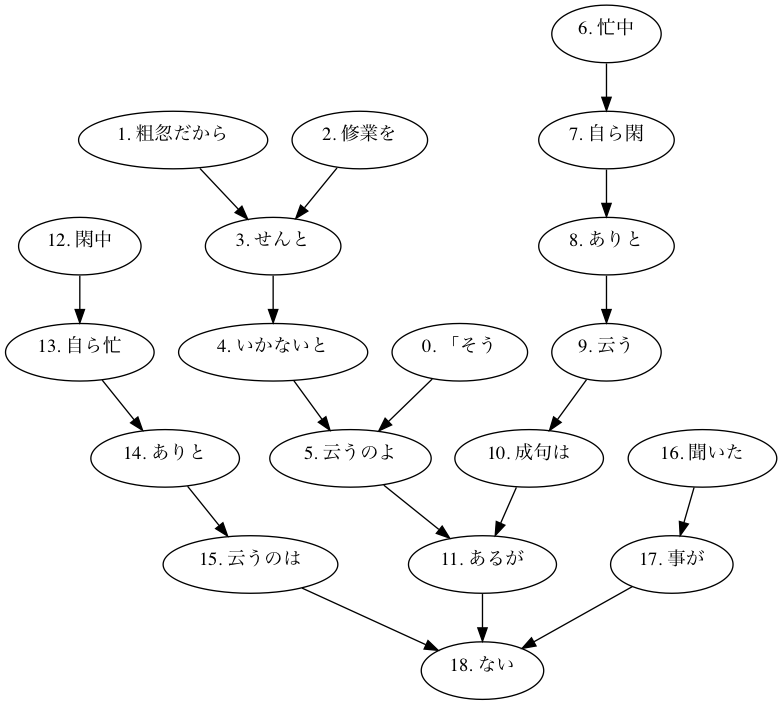 6. 忙中
1. 粗忽だから
2. 修業を
7. 自ら閑
12. 閑中
3. せんと
8. ありと
13. 自ら忙
4. いかないと
0. 「そう
9. 云う
14. ありと
5. 云うのよ
10. 成句は
16. 聞いた
15. 云うのは
11. あるが
17. 事が
18. ない